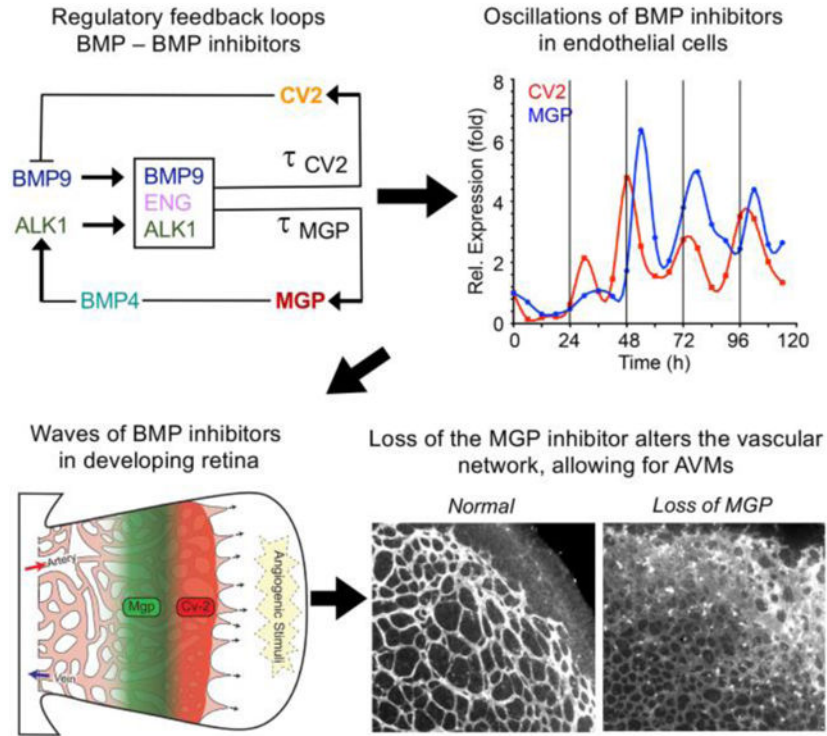 Regulatory feedback loops
BMP – BMP inhibitors
CV2
τ CV2
BMP9
BMP9
ENG
ALK1
ALK1
τ MGP
BMP4
MGP
Oscillations of BMP inhibitors
in endothelial cells
8
6
4
2
0
Rel. Expression (fold)
CV2
MGP
0 24 48 72 96 120
Time (h)
Waves of BMP inhibitors
in developing retina
Artery
Mgp
Cv-2
Angiogenic Stimuli
Vein
Loss of the MGP inhibitor alters the vascular
network, allowing for AVMs
Normal
Loss of MGP